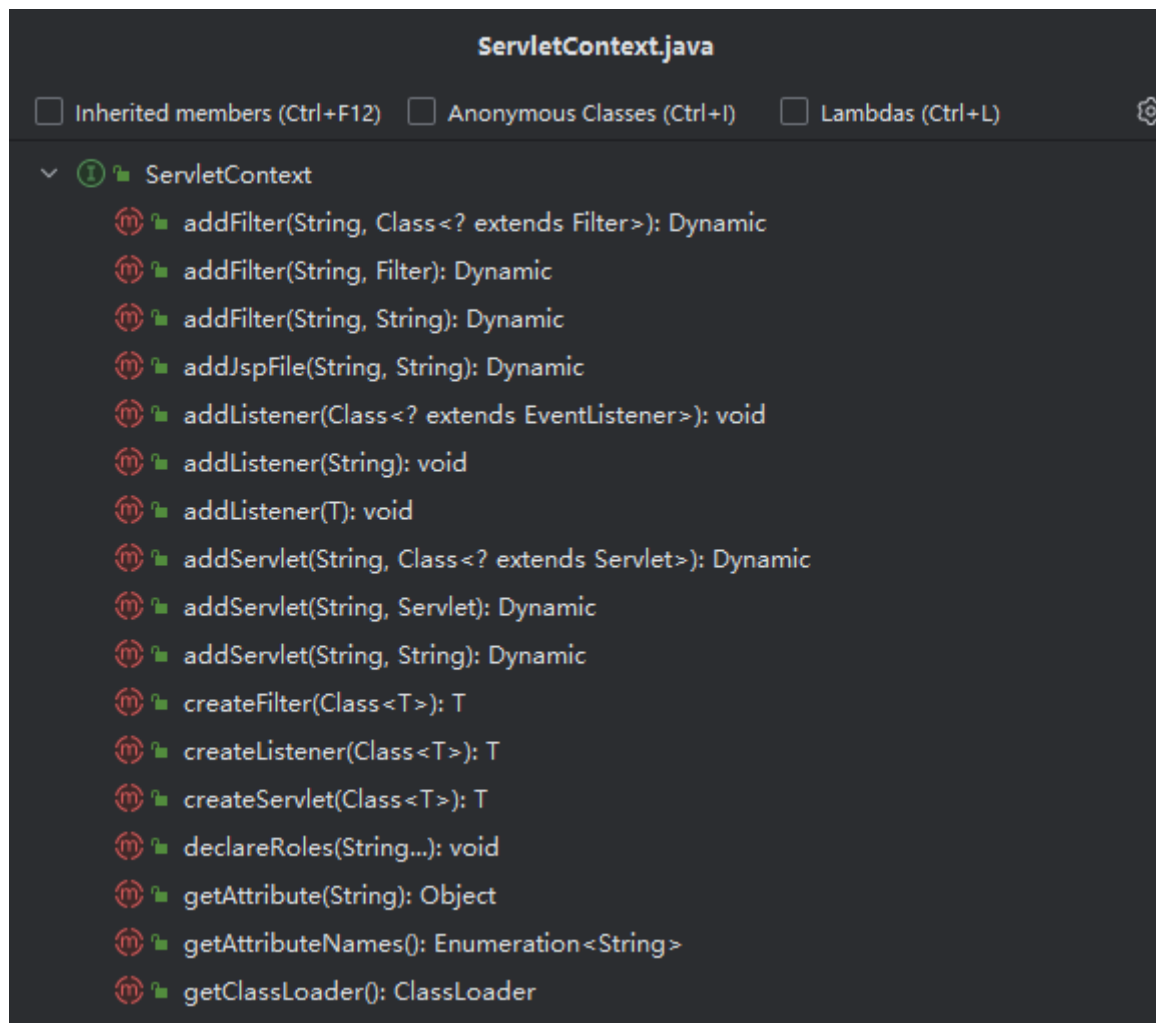 ServletContext.java
Inherited members (Ctrl+F12) Anonymous Classes (Ctrl+I) Lambdas (Ctrl+L)
ServletContext
addFilter(String, Class<? extends Filter>): Dynamic
addFilter(String, Filter): Dynamic
addFilter(String, String): Dynamic
addJspFile(String, String): Dynamic
addListener(Class<? extends EventListener>): void
addListener(String): void
addListener(T): void
addServlet(String, Class<? extends Servlet>): Dynamic
addServlet(String, Servlet): Dynamic
addServlet(String, String): Dynamic
createFilter(Class<T>): T
createListener(Class<T>): T
createServlet(Class<T>): T
declareRoles(String...): void
getAttribute(String): Object
getAttributeNames(): Enumeration<String>
getClassLoader(): ClassLoader